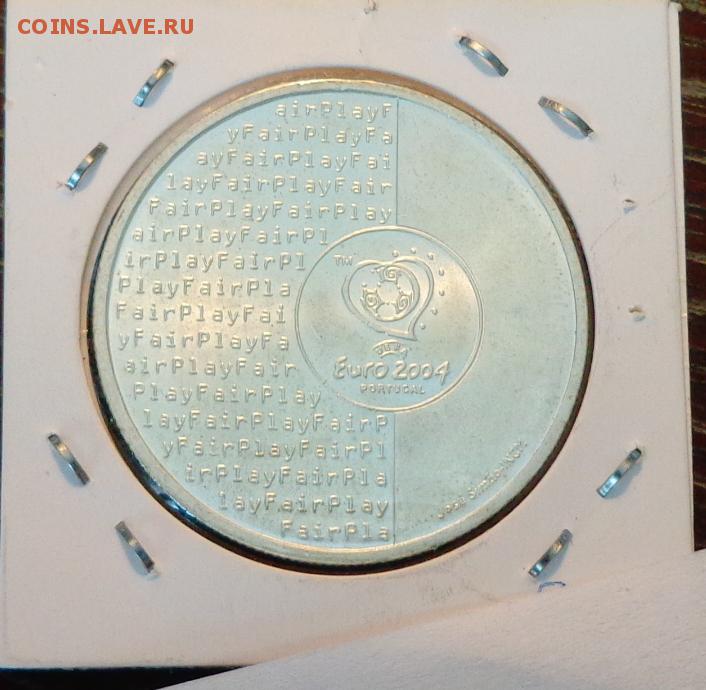 COINS.LAVE.RU
airPlayF
yFairPlayFa
ayFairPlayFai
layFairPlayFair
FairPlayFairPlay
airPlayFairPl
irPlayFairPl
PlayFairPla
FairPlayFai
yFairPlayFa
airPlayFair
PlayFairPlay
layFairPlayFairP
yFairPlayFairPl
irPlayFairPla
layFairPlay
FairPla
TM
Euro 2004
PORTUGAL